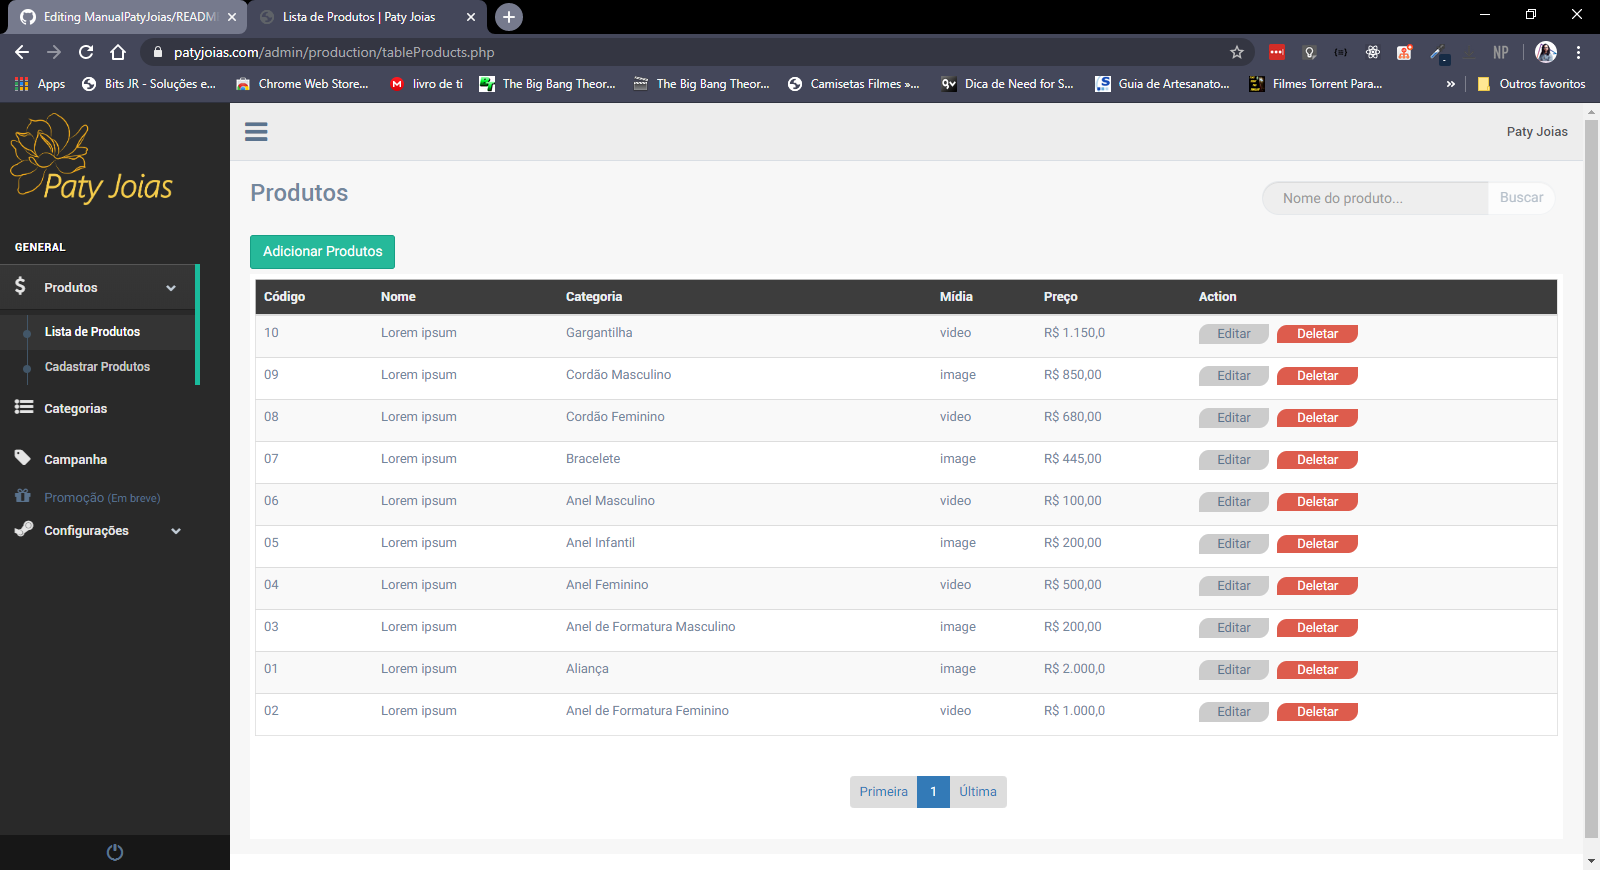 Editing ManualPatyJoias/READM
Lista de Produtos | Paty Joias
patyjoias.com/admin/production/tableProducts.php
NP
Apps
Bits JR - Soluções e...
Chrome Web Store...
livro de ti
The Big Bang Theor...
The Big Bang Theor...
Camisetas Filmes »...
Dica de Need for S...
Guia de Artesanato...
Filmes Torrent Para...
»
Outros favoritos
Paty Joias
Paty Joias
GENERAL
Produtos
Lista de Produtos
Cadastrar Produtos
Categorias
Campanha
Promoção (Em breve)
Configurações
Produtos
Nome do produto... Buscar
Adicionar Produtos
Código Nome Categoria Mídia Preço Action
10 Lorem ipsum Gargantilha video R$ 1.150,0 Editar Deletar
09 Lorem ipsum Cordão Masculino image R$ 850,00 Editar Deletar
08 Lorem ipsum Cordão Feminino video R$ 680,00 Editar Deletar
07 Lorem ipsum Bracelete image R$ 445,00 Editar Deletar
06 Lorem ipsum Anel Masculino video R$ 100,00 Editar Deletar
05 Lorem ipsum Anel Infantil image R$ 200,00 Editar Deletar
04 Lorem ipsum Anel Feminino video R$ 500,00 Editar Deletar
03 Lorem ipsum Anel de Formatura Masculino image R$ 200,00 Editar Deletar
01 Lorem ipsum Aliança image R$ 2.000,0 Editar Deletar
02 Lorem ipsum Anel de Formatura Feminino video R$ 1.000,0 Editar Deletar
Primeira 1 Última